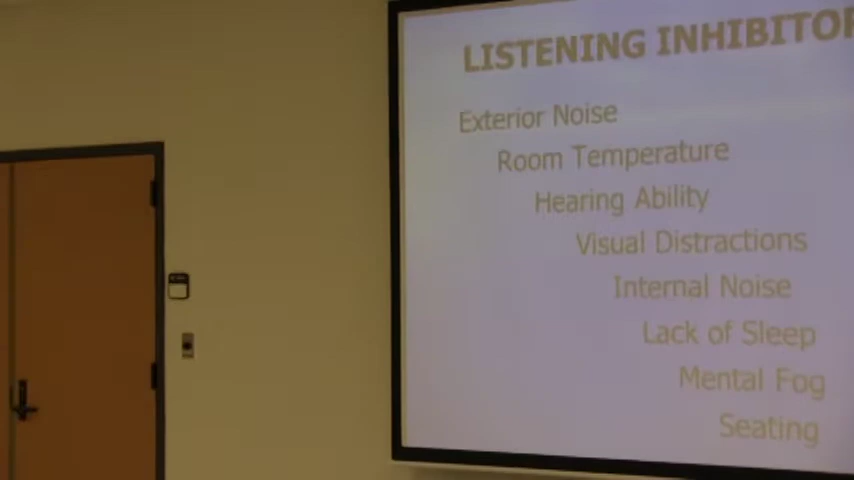 LISTENING INHIBITOR
Exterior Noise
Room Temperature
Hearing Ability
Visual Distractions
Internal Noise
Lack of Sleep
Mental Fog
Seating